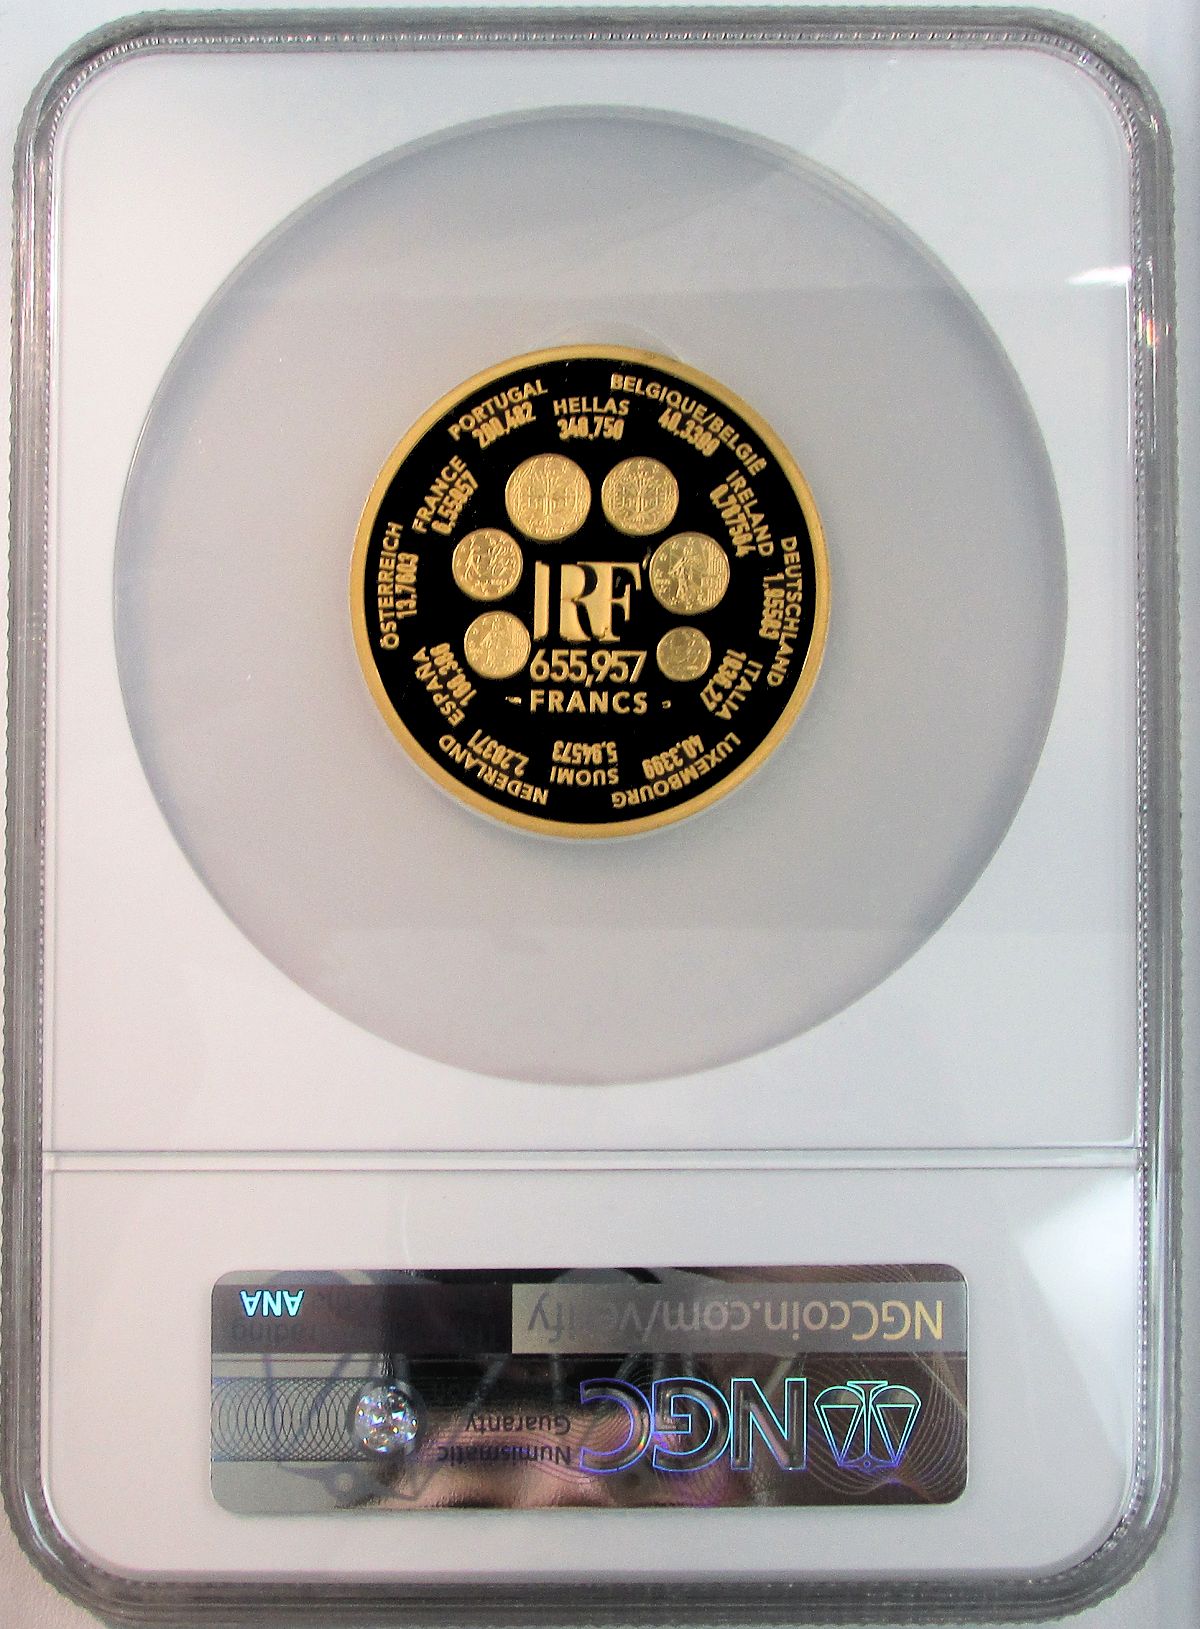 PORTUGAL
200,482
HELLAS
340,750
BELGIQUE/BELGIË
40,3399
IRELAND
0,787564
DEUTSCHLAND
1,95583
ITALIA
1936,27
LUXEMBOURG
40,3399
SUOMI
5,94573
NEDERLAND
2,20371
ESPAÑA
166,386
ÖSTERREICH
13,7603
FRANCE
6,55957
RF
655,957
- FRANCS -
NGC
Numismatic
Guaranty
NGCcoin.com/verify
ANA